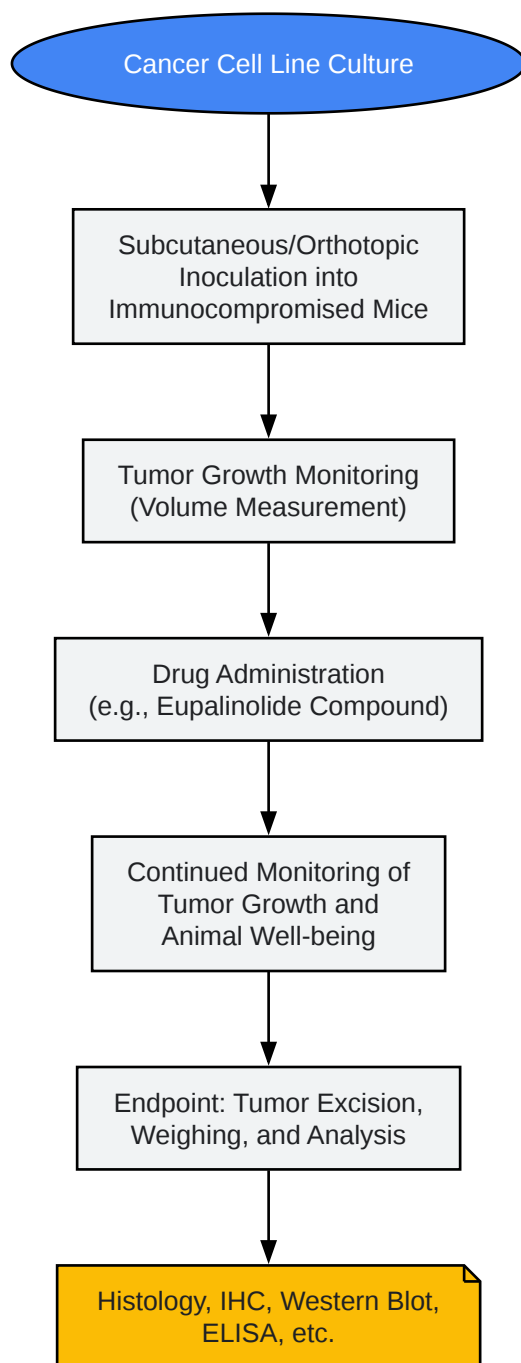 Cancer Cell Line Culture
Subcutaneous/Orthotopic
Inoculation into
Immunocompromised Mice
Tumor Growth Monitoring
(Volume Measurement)
Drug Administration
(e.g., Eupalinolide Compound)
Continued Monitoring of
Tumor Growth and
Animal Well-being
Endpoint: Tumor Excision,
Weighing, and Analysis
Histology, IHC, Western Blot,
ELISA, etc.